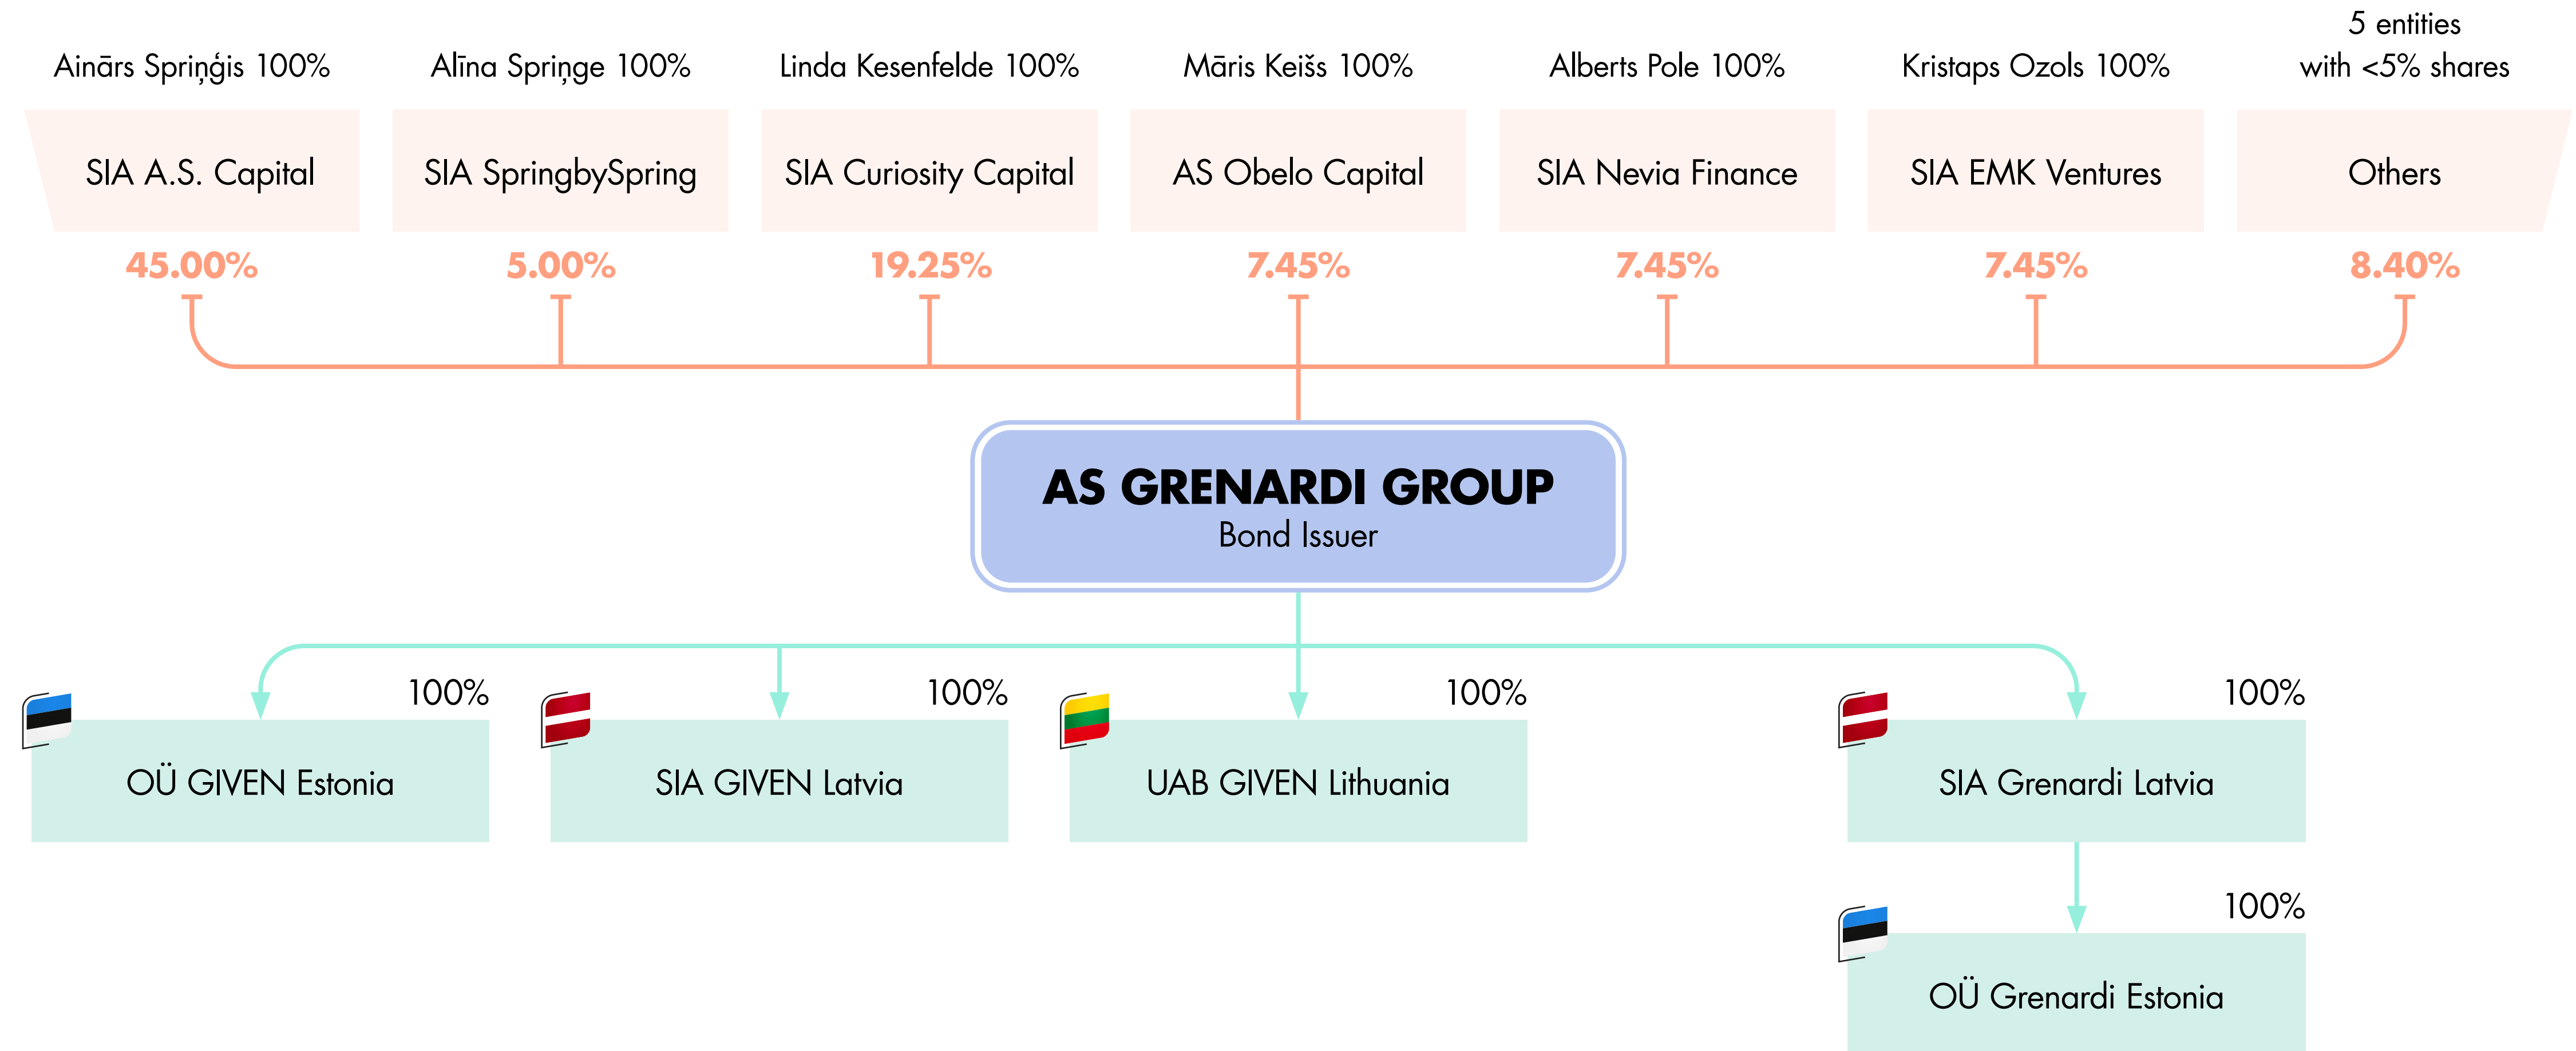 Ainārs Spriņģis 100%
SIA A.S. Capital
45.00%
Alīna Spriņge 100%
SIA SpringbySpring
5.00%
Linda Kesenfelde 100%
SIA Curiosity Capital
19.25%
Māris Keišs 100%
AS Obelo Capital
7.45%
Alberts Pole 100%
SIA Nevia Finance
7.45%
Kristaps Ozols 100%
SIA EMK Ventures
7.45%
5 entities
with <5% shares
Others
8.40%
AS GRENARDI GROUP
Bond Issuer
100%
OÜ GIVEN Estonia
100%
SIA GIVEN Latvia
100%
UAB GIVEN Lithuania
100%
SIA Grenardi Latvia
100%
OÜ Grenardi Estonia